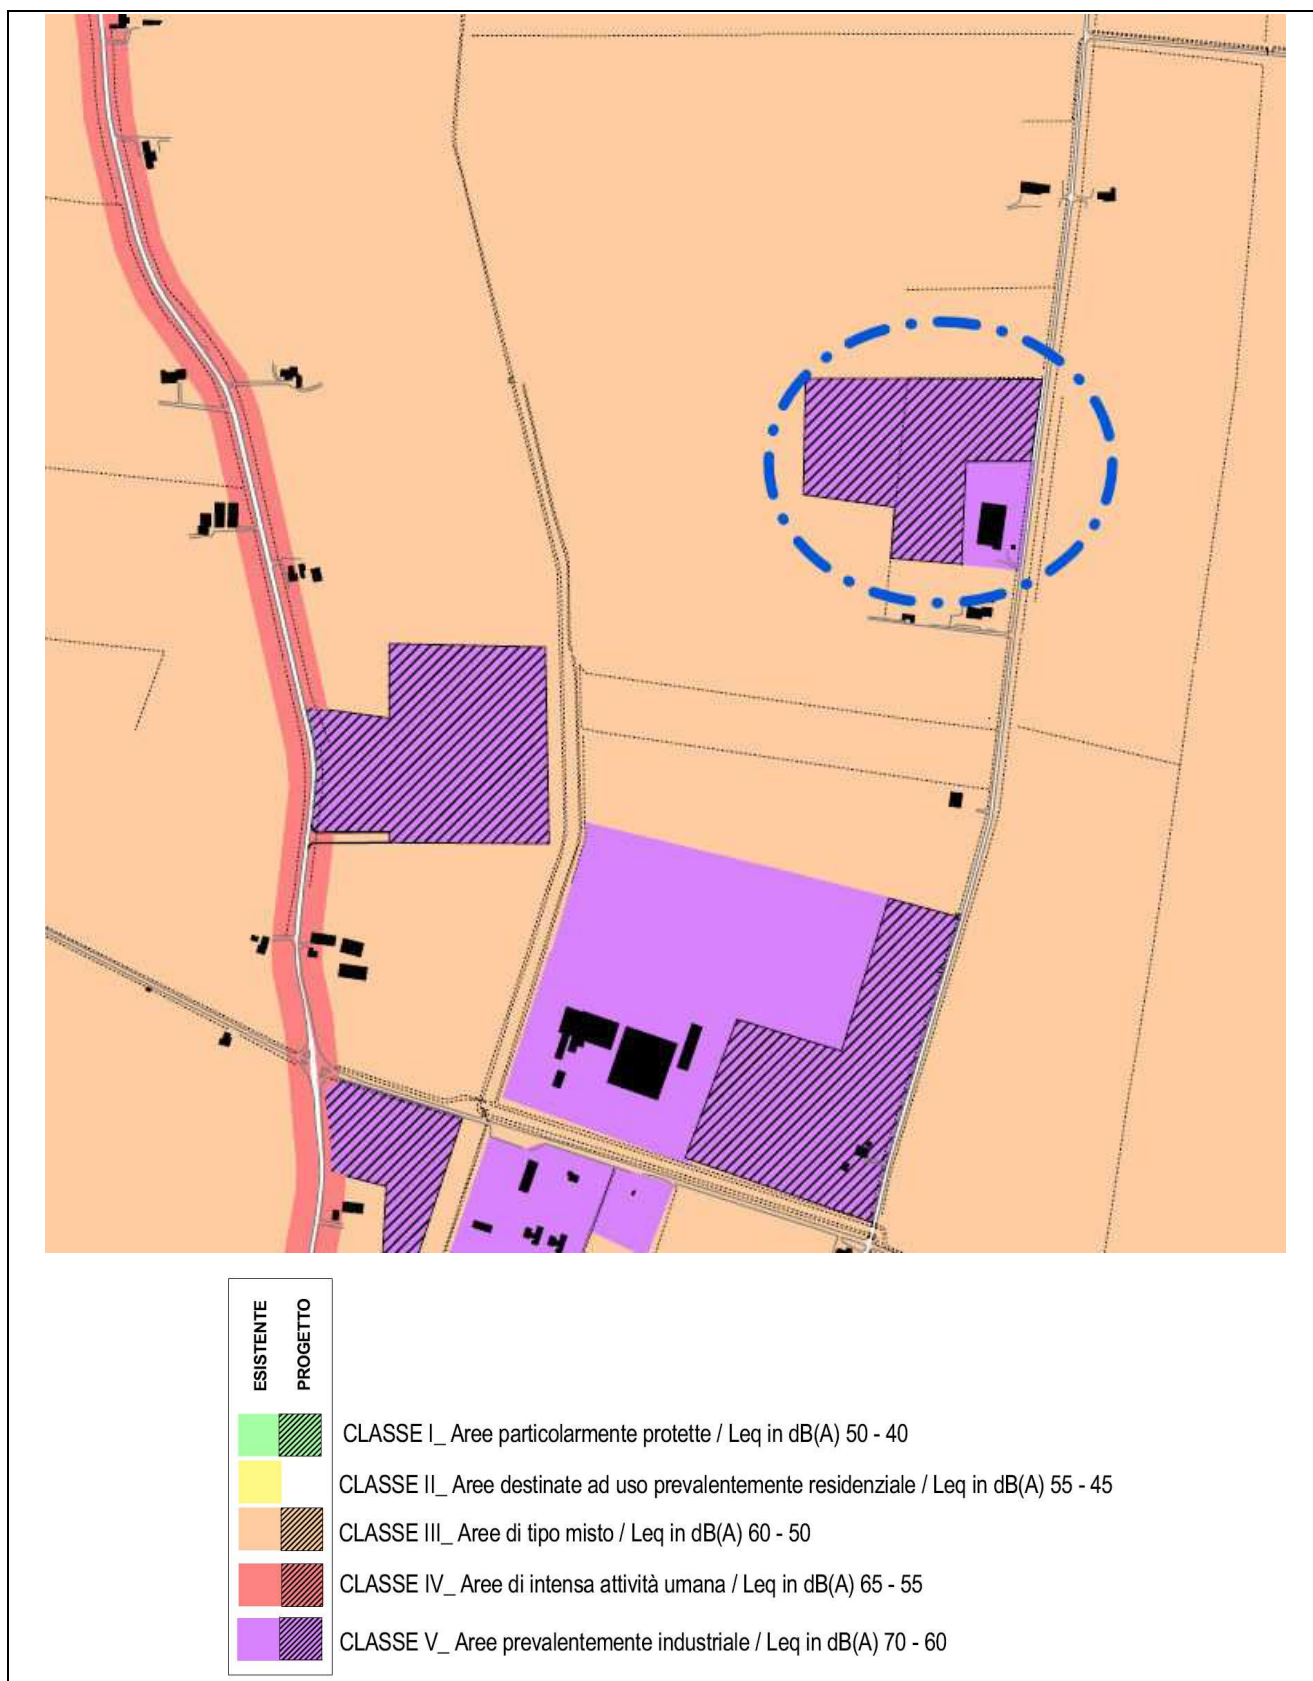 ESISTENTE
PROGETTO
CLASSE I_ Aree particolarmente protette / Leq in dB(A) 50 - 40
CLASSE II_ Aree destinate ad uso prevalentemente residenziale / Leq in dB(A) 55 - 45
CLASSE III_ Aree di tipo misto / Leq in dB(A) 60 - 50
CLASSE IV_ Aree di intensa attività umana / Leq in dB(A) 65 - 55
CLASSE V_ Aree prevalentemente industriale / Leq in dB(A) 70 - 60